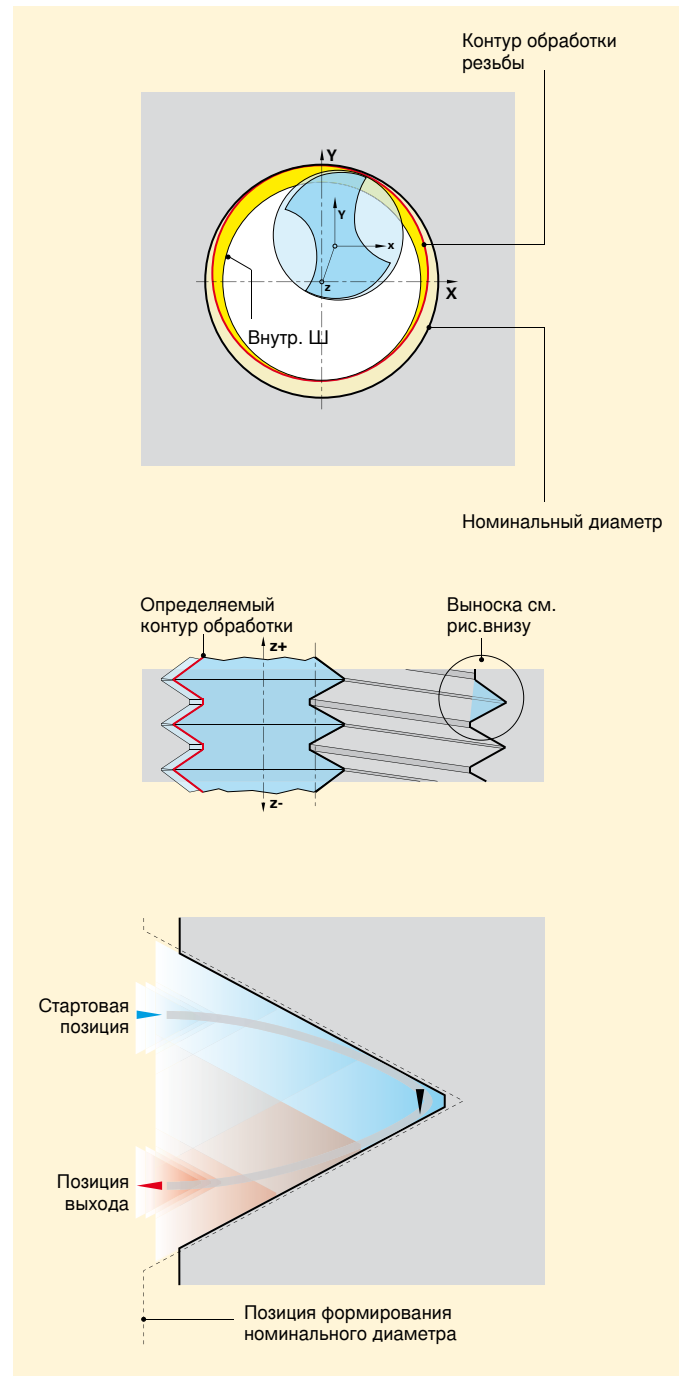 Контур обработки
резьбы
Y
Y
x
z
X
Внутр. Ш
Номинальный диаметр
Определяемый
контур обработки
Выноска см.
рис.внизу
z+
z-
Стартовая
позиция
Позиция
выхода
Позиция формирования
номинального диаметра